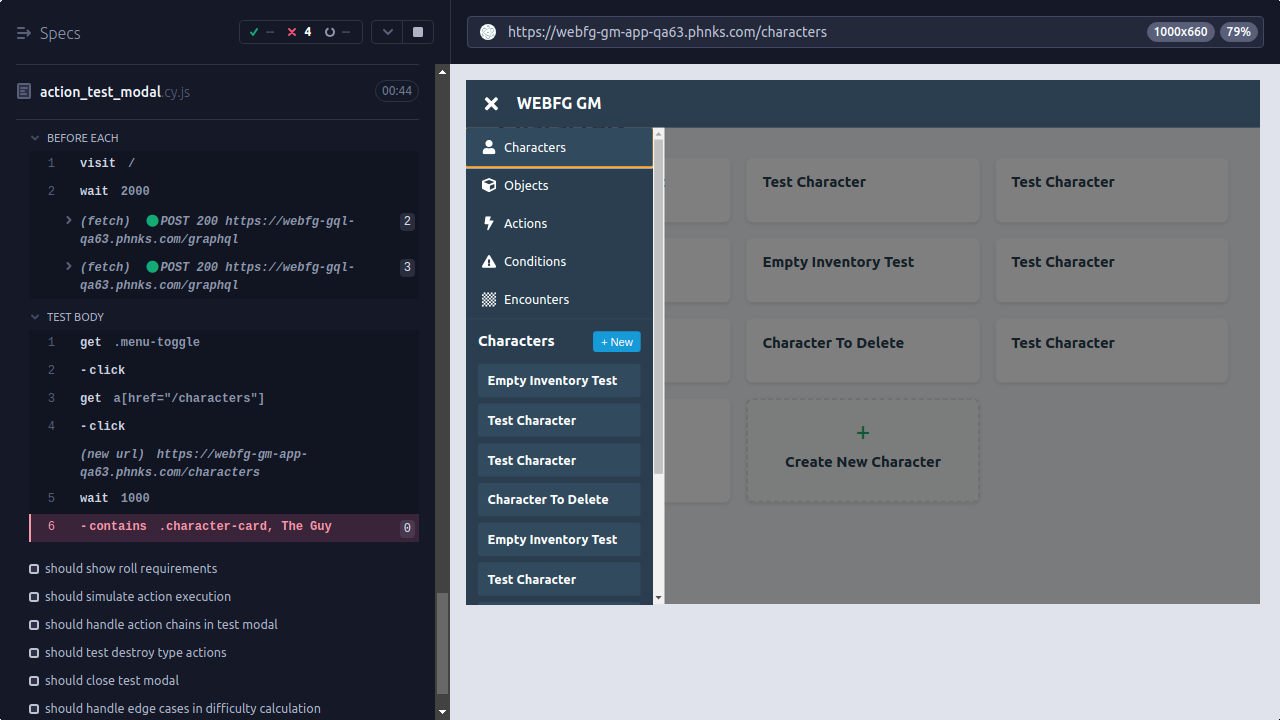 Specs
-- 4 --
action_test_modal.cy.js 00:44
BEFORE EACH
1 visit /
2 wait 2000
(fetch) POST 200 https://webfg-gql- 2
qa63.phnks.com/graphql
(fetch) POST 200 https://webfg-gql- 3
qa63.phnks.com/graphql
TEST BODY
1 get .menu-toggle
2 -click
3 get a[href="/characters"]
4 -click
(new url) https://webfg-gm-app-
qa63.phnks.com/characters
5 wait 1000
6 -contains .character-card, The Guy 0
should show roll requirements
should simulate action execution
should handle action chains in test modal
should test destroy type actions
should close test modal
should handle edge cases in difficulty calculation
https://webfg-gm-app-qa63.phnks.com/characters 1000x660 79%
WEBFG GM
Characters
Objects
Actions
Conditions
Encounters
Characters + New
Empty Inventory Test
Test Character
Test Character
Character To Delete
Empty Inventory Test
Test Character
Test Character Test Character
Empty Inventory Test Test Character
Character To Delete Test Character
+
Create New Character